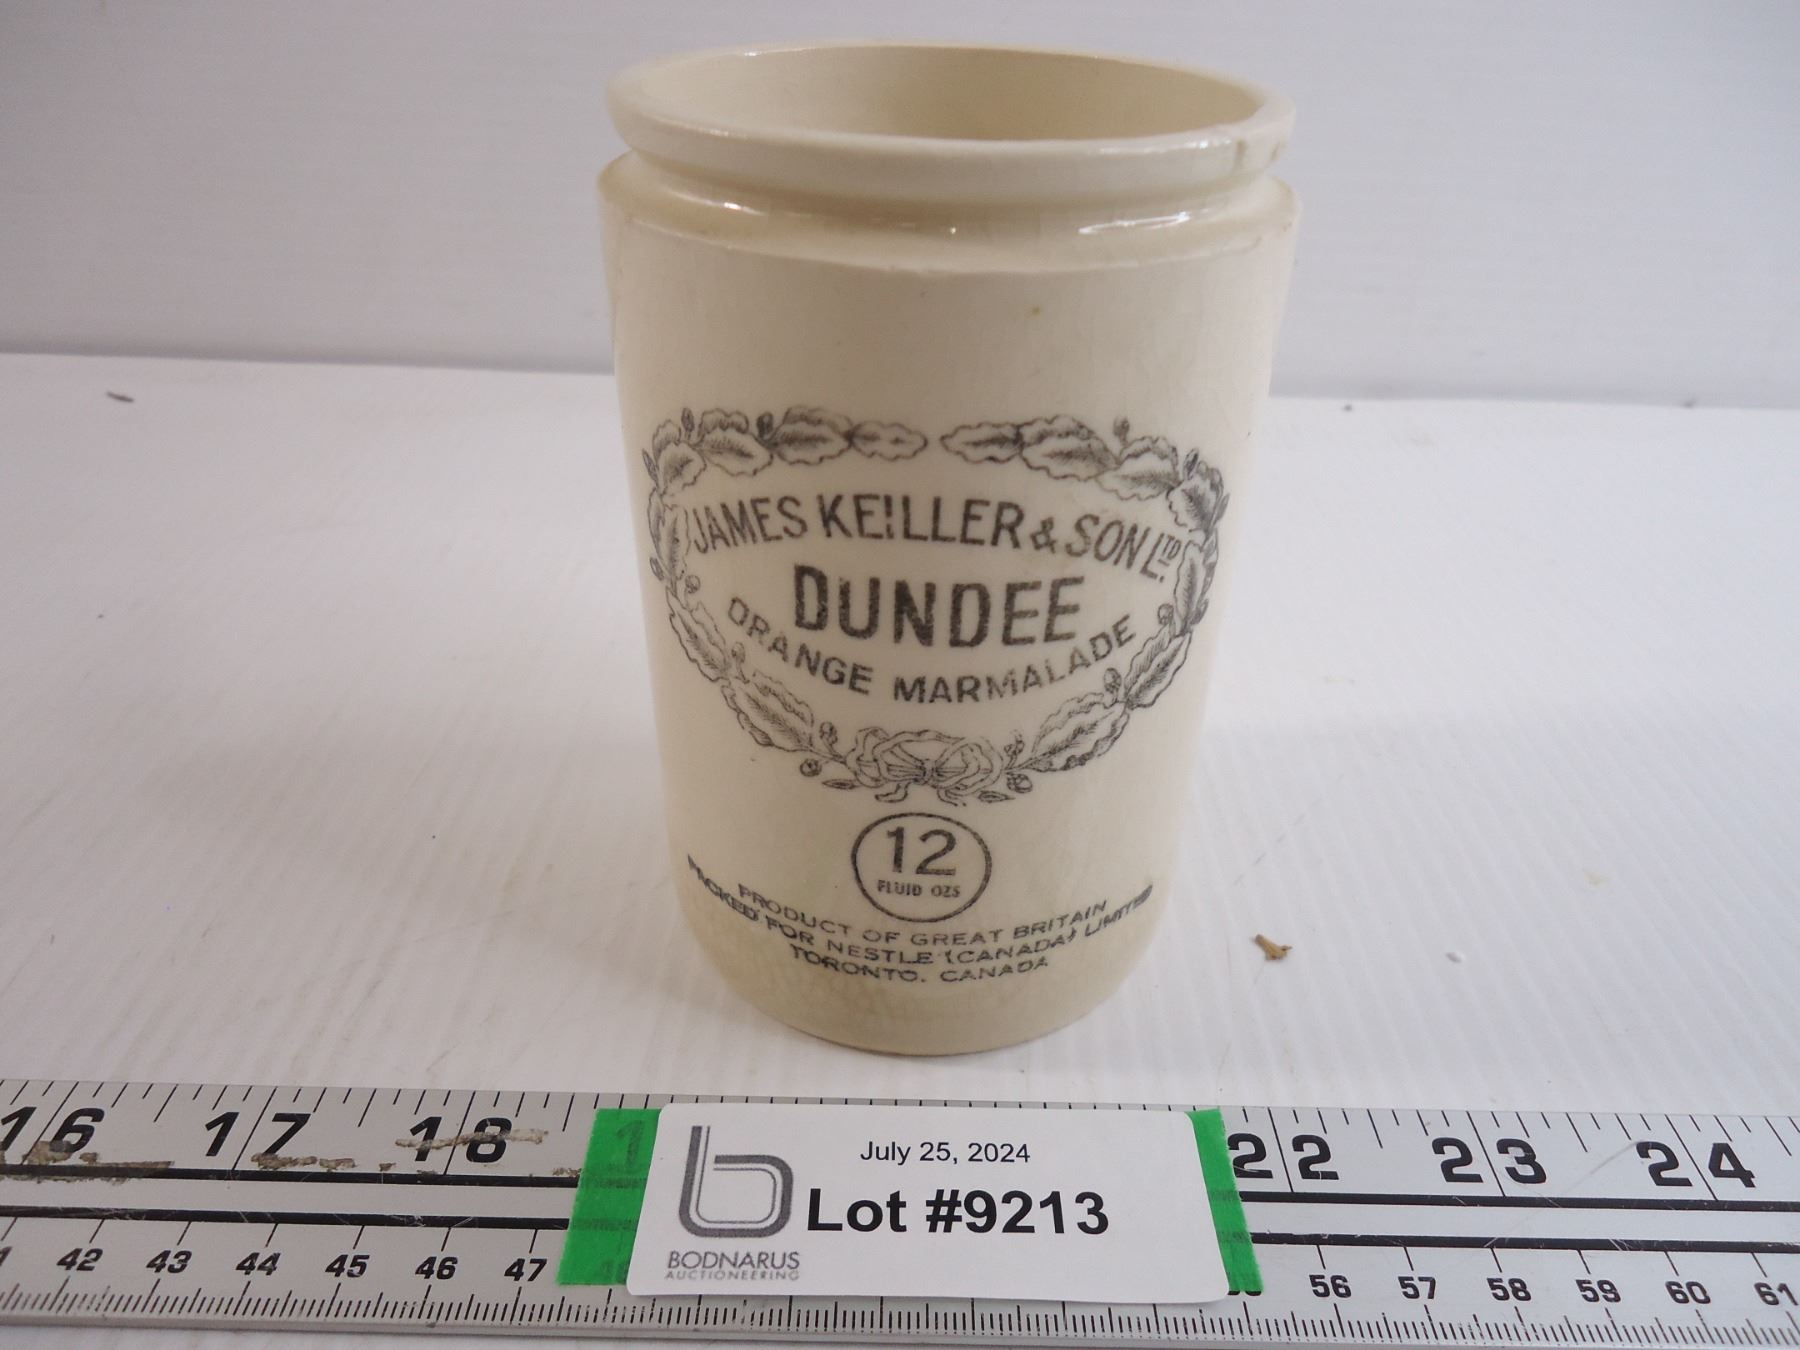 JAMES KEILLER & SON LTD.
DUNDEE
ORANGE MARMALADE
12
FLUID OZS
PRODUCT OF GREAT BRITAIN
PACKED FOR NESTLE (CANADA) LIMITED
TORONTO. CANADA
16 17 18 22 23 24
July 25, 2024
Lot #9213
BODNARUS
AUCTIONEERING
42 43 44 45 46 47 56 57 58 59 60 61